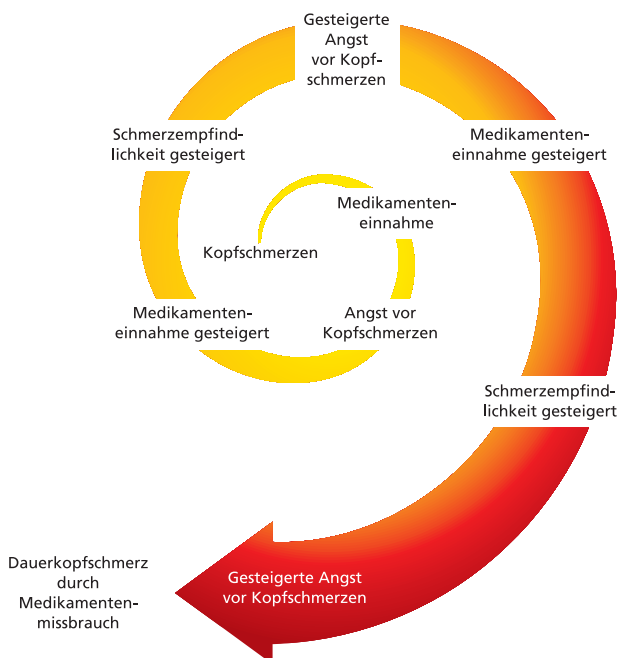 Gesteigerte
Angst
vor Kopf-
schmerzen
Schmerzempfind-
lichkeit gesteigert
Medikamenten-
einnahme gesteigert
Medikamenten-
einnahme
Kopfschmerzen
Medikamenten-
einnahme gesteigert
Angst vor
Kopfschmerzen
Schmerzempfind-
lichkeit gesteigert
Dauerkopfschmerz
durch
Medikamenten-
missbrauch
Gesteigerte Angst
vor Kopfschmerzen